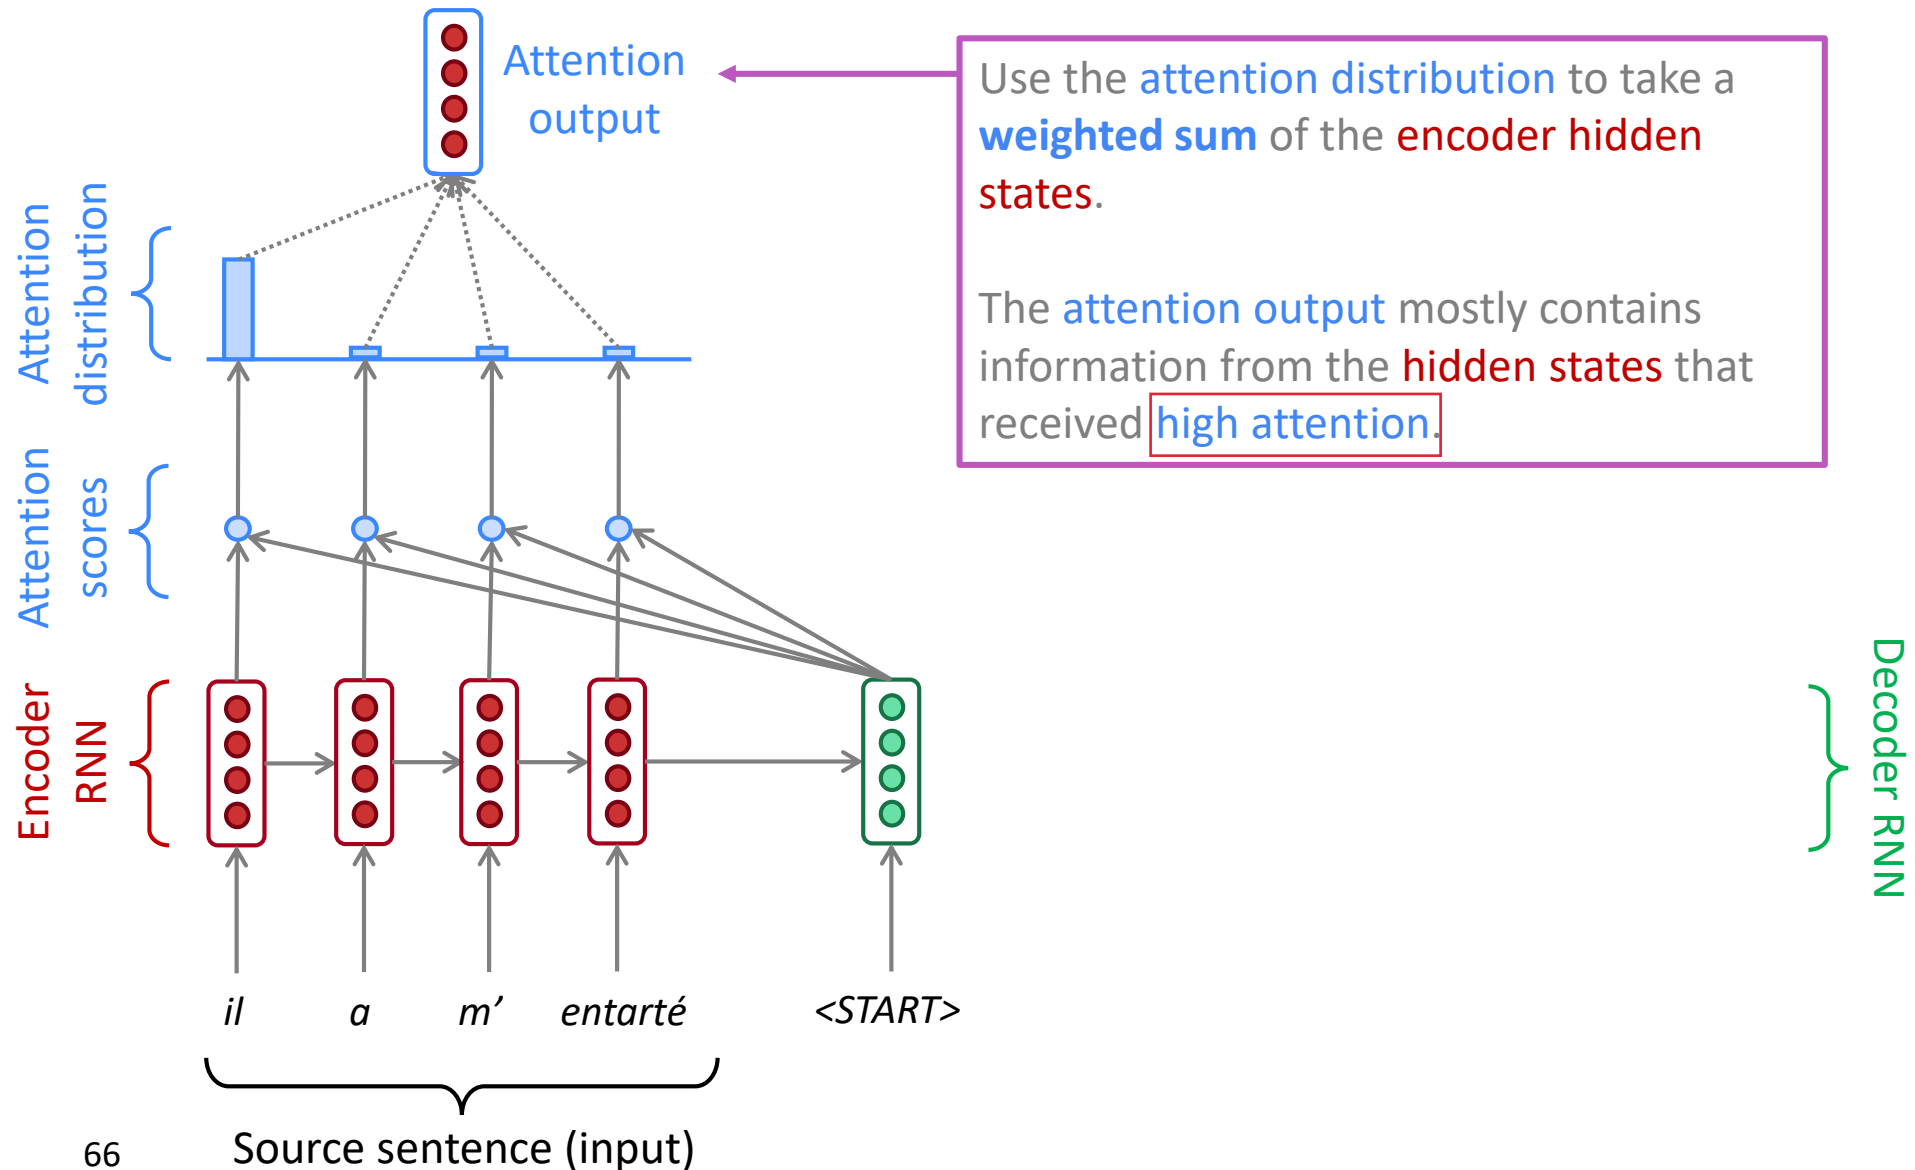 Attention
output
Use the attention distribution to take a
weighted sum of the encoder hidden
states.
The attention output mostly contains
information from the hidden states that
received high attention.
Attention
distribution
Attention
scores
Encoder
RNN
Decoder RNN
il a m’ entarté <START>
Source sentence (input)
66